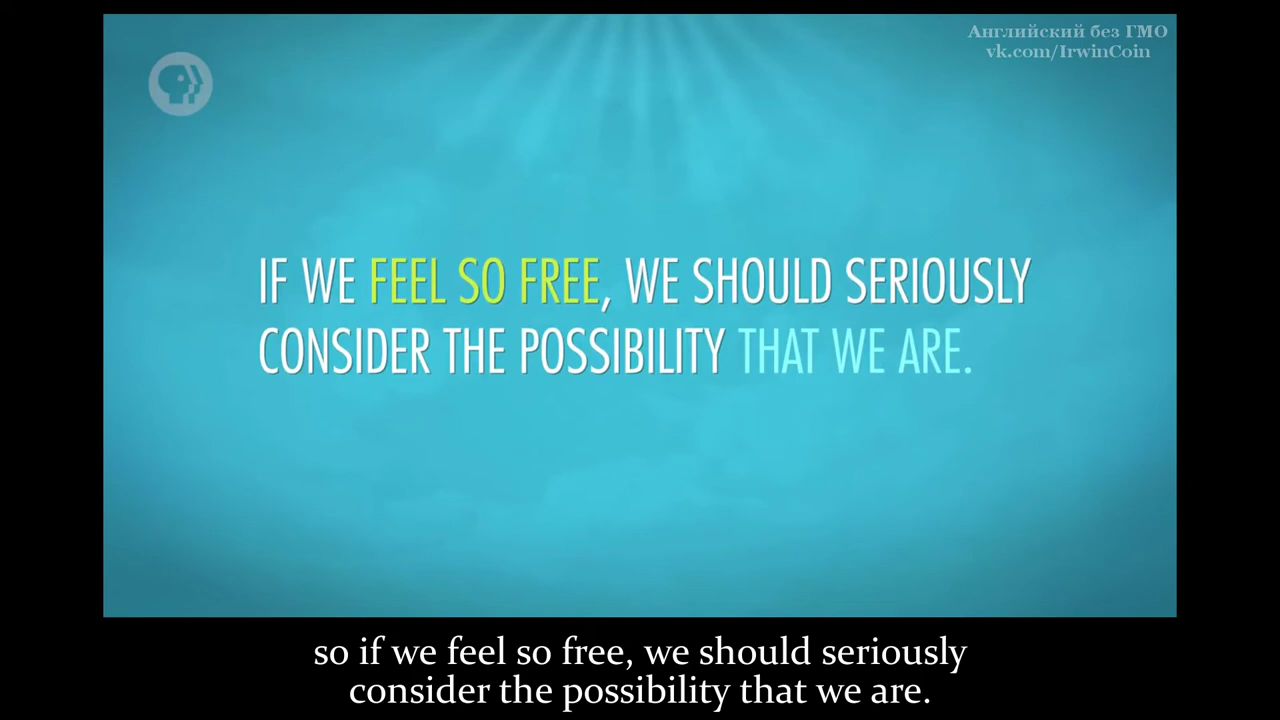 Английский без ГМО
vk.com/IrwinCoin
IF WE FEEL SO FREE, WE SHOULD SERIOUSLY
CONSIDER THE POSSIBILITY THAT WE ARE.
so if we feel so free, we should seriously
consider the possibility that we are.